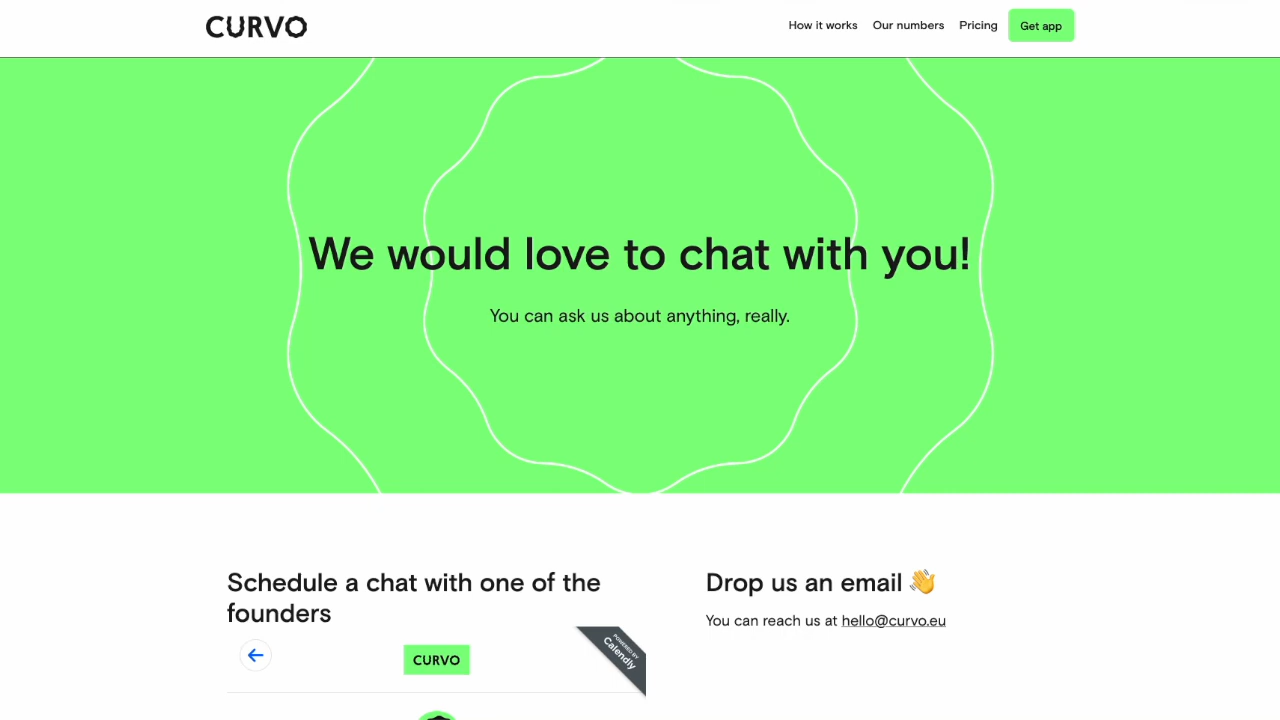 CURVO
How it works
Our numbers
Pricing
Get app
We would love to chat with you!
You can ask us about anything, really.
Schedule a chat with one of the
founders
CURVO
POWERED BY
Calendly
Drop us an email 👋
You can reach us at hello@curvo.eu